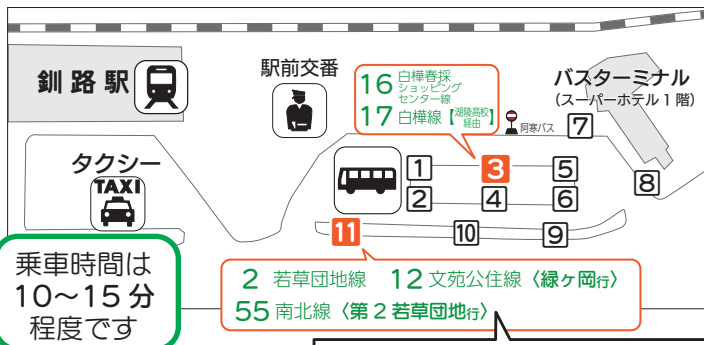 釧路駅
駅前交番
16 白樺春採
ショッピング
センター線
17 白樺線【湖陵高校
経由】
阿寒バス
バスターミナル
(スーパーホテル1階)
7
1
3
5
8
2
4
6
タクシー
TAXI
11
10
9
乗車時間は
10〜15分
程度です
2 若草団地線 12 文苑公住線〈緑ヶ岡行〉
55 南北線〈第2若草団地行〉